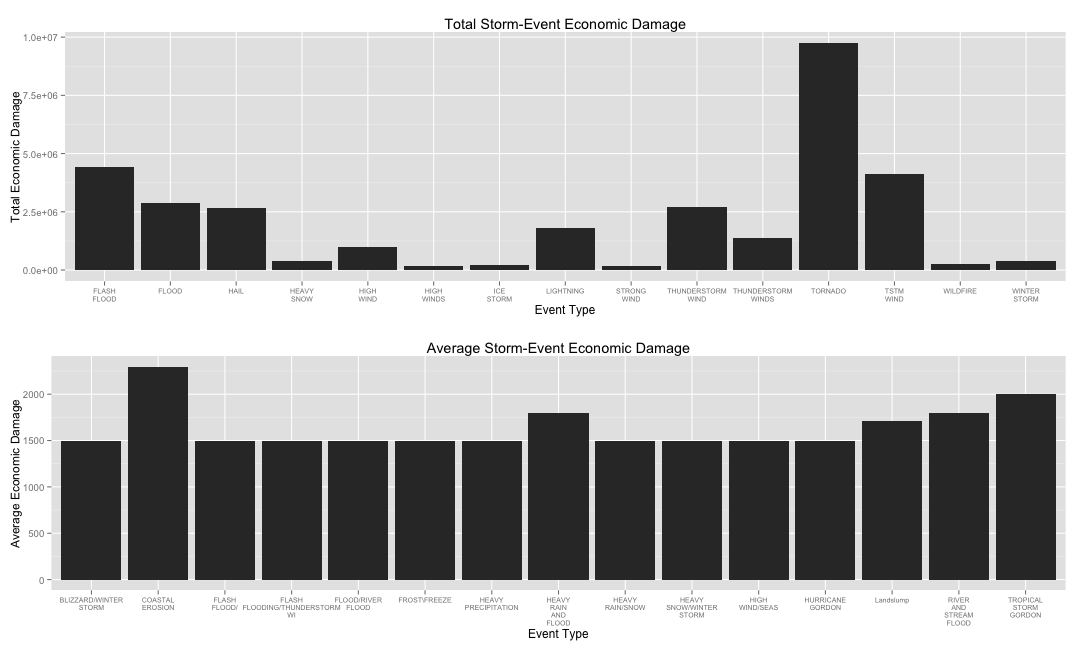 Total Storm-Event Economic Damage
Total Economic Damage
1.0e+07
7.5e+06
5.0e+06
2.5e+06
0.0e+00
FLASH
FLOOD
FLOOD
HAIL
HEAVY
SNOW
HIGH
WIND
HIGH
WINDS
ICE
STORM
LIGHTNING
STRONG
WIND
THUNDERSTORM
WIND
THUNDERSTORM
WINDS
TORNADO
TSTM
WIND
WILDFIRE
WINTER
STORM
Event Type
Average Storm-Event Economic Damage
Average Economic Damage
2000
1500
1000
500
0
BLIZZARD/WINTER
STORM
COASTAL
EROSION
FLASH
FLOOD/
FLASH
FLOODING/THUNDERSTORM
WI
FLOOD/RIVER
FLOOD
FROST\FREEZE
HEAVY
PRECIPITATION
HEAVY
RAIN
AND
FLOOD
HEAVY
RAIN/SNOW
HEAVY
SNOW/WINTER
STORM
HIGH
WIND/SEAS
HURRICANE
GORDON
Landslump
RIVER
AND
STREAM
FLOOD
TROPICAL
STORM
GORDON
Event Type